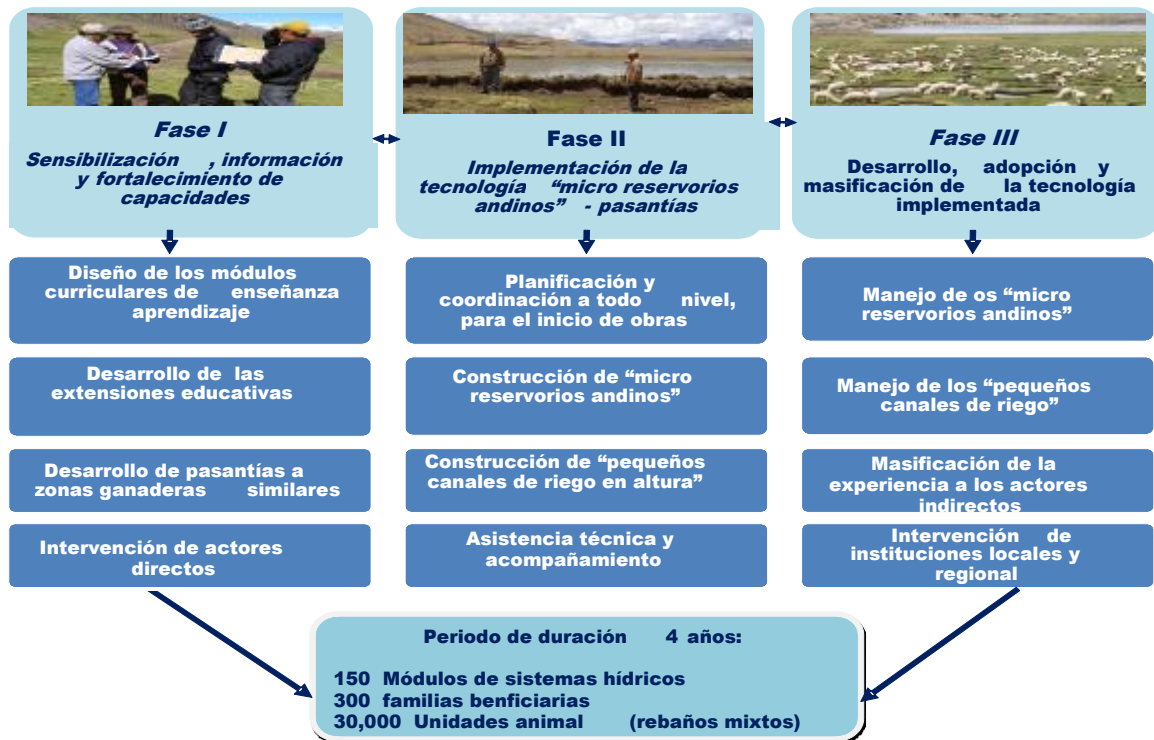 Fase I
Sensibilización , información
y fortalecimiento de
capacidades
Fase II
Implementación de la
tecnología “micro reservorios
andinos” - pasantías
Fase III
Desarrollo, adopción y
masificación de la tecnología
implementada
Diseño de los módulos
curriculares de enseñanza
aprendizaje
Desarrollo de las
extensiones educativas
Desarrollo de pasantías a
zonas ganaderas similares
Intervención de actores
directos
Planificación y
coordinación a todo nivel,
para el inicio de obras
Construcción de “micro
reservorios andinos”
Construcción de “pequeños
canales de riego en altura”
Asistencia técnica y
acompañamiento
Manejo de os “micro
reservorios andinos”
Manejo de los “pequeños
canales de riego”
Masificación de la
experiencia a los actores
indirectos
Intervención de
instituciones locales y
regional
Periodo de duración 4 años:
150 Módulos de sistemas hídricos
300 familias benficiarias
30,000 Unidades animal (rebaños mixtos)